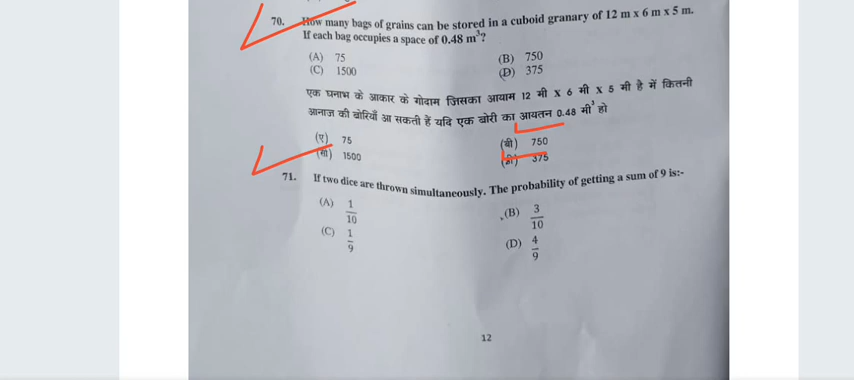 70. How many bags of grains can be stored in a cuboid granary of 12 m x 6 m x 5 m.
If each bag occupies a space of 0.48 m³?
(A) 75 (B) 750
(C) 1500 (D) 375
एक घनाभ के आकार के गोदाम जिसका आयाम 12 मी X 6 मी X 5 मी है में कितनी
आनाज की बोरियाँ आ सकती हैं यदि एक बोरी का आयतन 0.48 मी³ हो
(ए) 75 (बी) 750
(सी) 1500 (डी) 375
71. If two dice are thrown simultaneously. The probability of getting a sum of 9 is:-
(A) 1/10 (B) 3/10
(C) 1/9 (D) 4/9
12